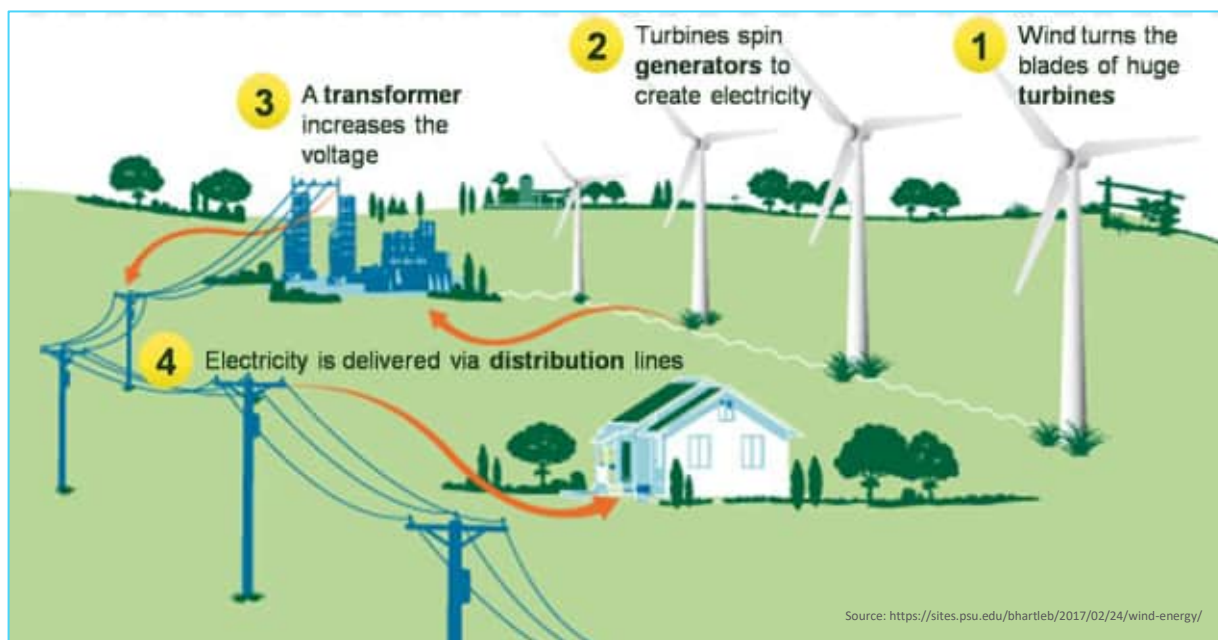 1
Wind turns the
blades of huge
turbines
2
Turbines spin
generators to
create electricity
3
A transformer
increases the
voltage
4
Electricity is delivered via distribution lines
Source: https://sites.psu.edu/bhartleb/2017/02/24/wind-energy/